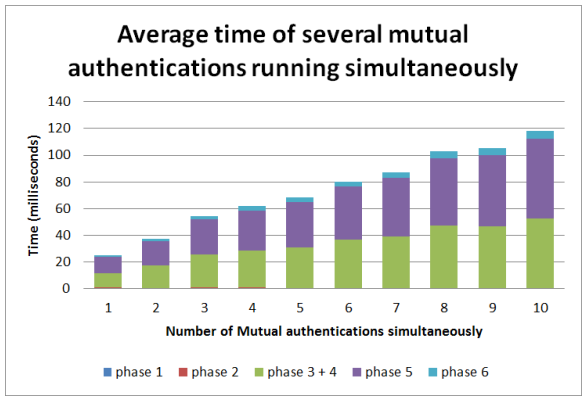 Average time of several mutual
authentications running simultaneously
Time (milliseconds)
140
120
100
80
60
40
20
0
1 2 3 4 5 6 7 8 9 10
Number of Mutual authentications simultaneously
phase 1 phase 2 phase 3 + 4 phase 5 phase 6